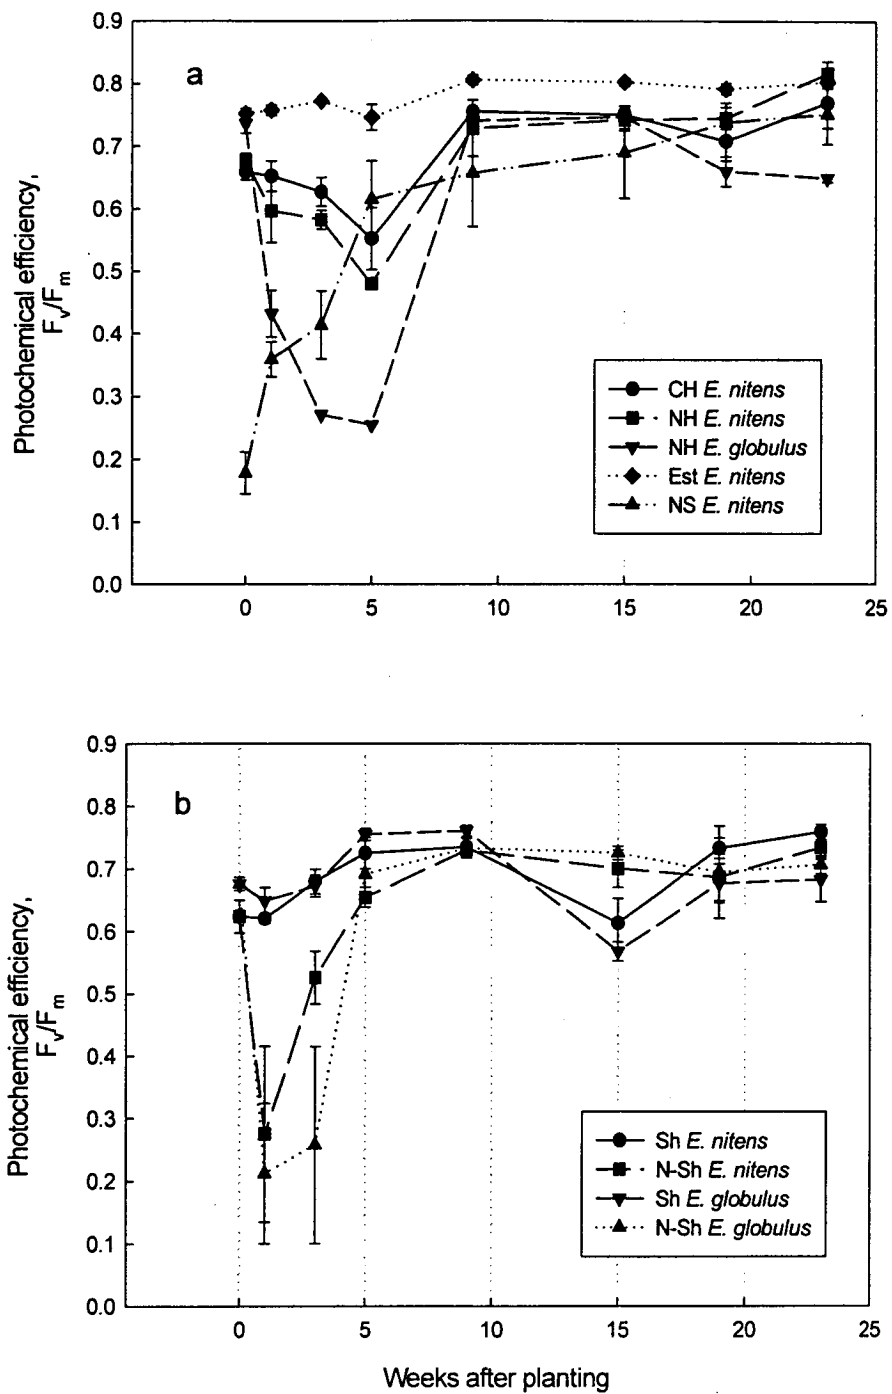 0.9
a
0.8
0.7
0.6
0.5
0.4
0.3
0.2
0.1
0.0
Photochemical efficiency,
Fv/Fm
CH E. nitens
NH E. nitens
NH E. globulus
Est E. nitens
NS E. nitens
0 5 10 15 20 25
0.9
b
0.8
0.7
0.6
0.5
0.4
0.3
0.2
0.1
0.0
Photochemical efficiency,
Fv/Fm
Sh E. nitens
N-Sh E. nitens
Sh E. globulus
N-Sh E. globulus
0 5 10 15 20 25
Weeks after planting